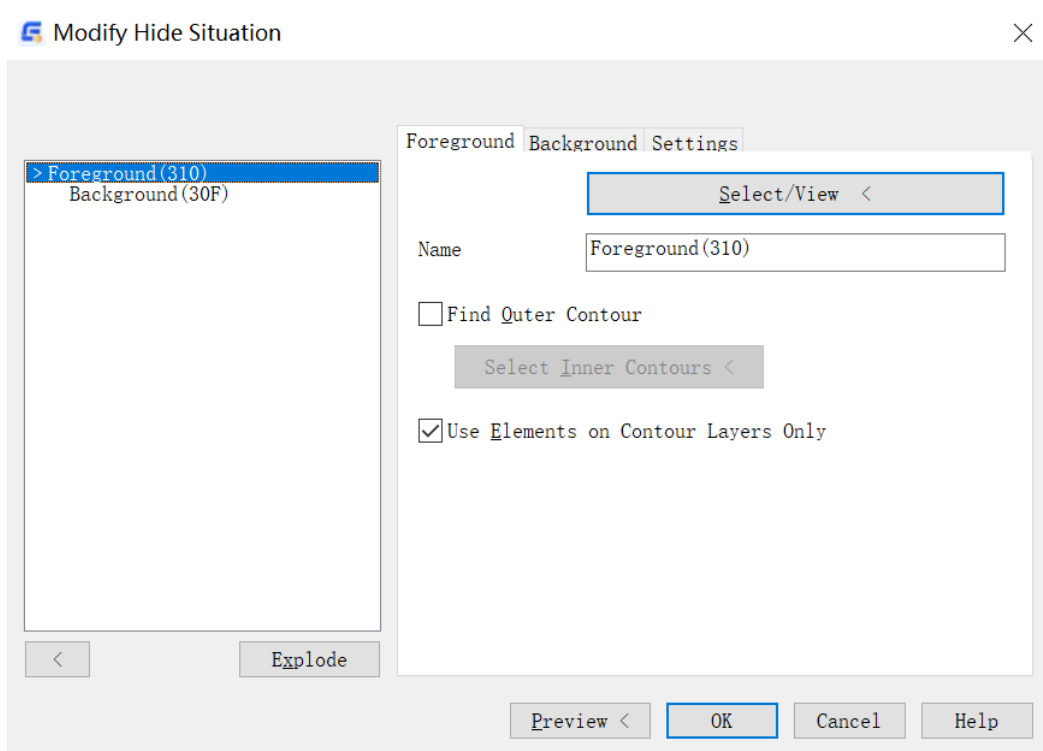 Modify Hide Situation
Foreground Background Settings
> Foreground(310)
Background(30F)
Select/View <
Name Foreground(310)
Find Outer Contour
Select Inner Contours <
Use Elements on Contour Layers Only
< Explode
Preview < OK Cancel Help